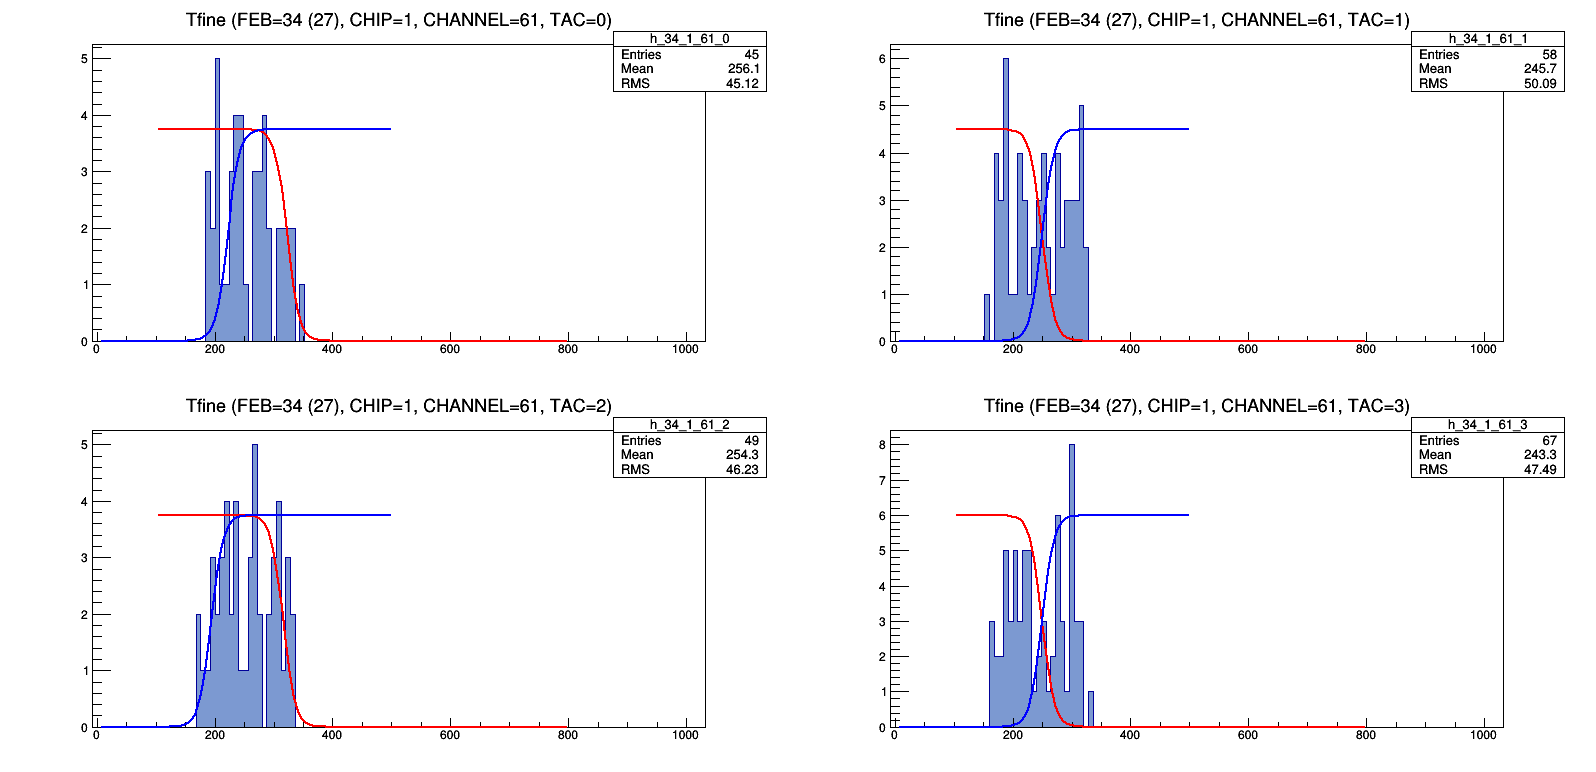 Tfine (FEB=34 (27), CHIP=1, CHANNEL=61, TAC=0)
h_34_1_61_0
Entries 45
Mean 256.1
RMS 45.12
5
4
3
2
1
0
0 200 400 600 800 1000
Tfine (FEB=34 (27), CHIP=1, CHANNEL=61, TAC=1)
h_34_1_61_1
Entries 58
Mean 245.7
RMS 50.09
6
5
4
3
2
1
0
0 200 400 600 800 1000
Tfine (FEB=34 (27), CHIP=1, CHANNEL=61, TAC=2)
h_34_1_61_2
Entries 49
Mean 254.3
RMS 46.23
5
4
3
2
1
0
0 200 400 600 800 1000
Tfine (FEB=34 (27), CHIP=1, CHANNEL=61, TAC=3)
h_34_1_61_3
Entries 67
Mean 243.3
RMS 47.49
8
7
6
5
4
3
2
1
0
0 200 400 600 800 1000